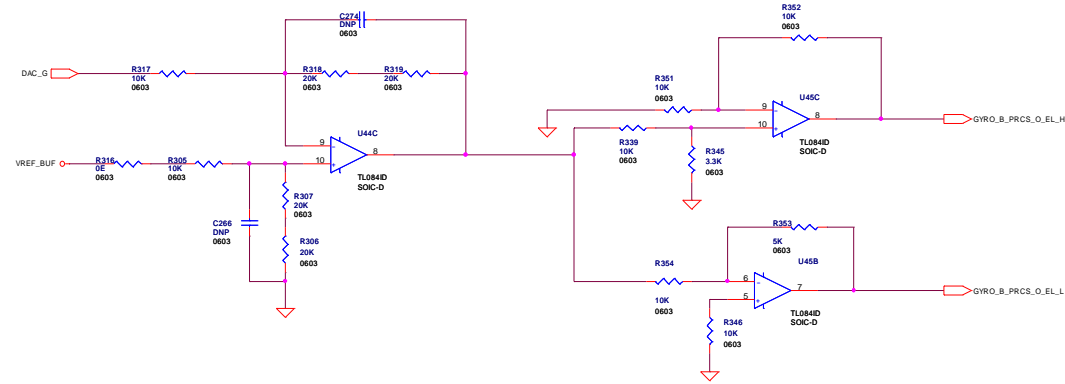 C274
DNP
0603
DAC_G
R317
10K
0603
R318
20K
0603
R319
20K
0603
VREF_BUF
R316
0E
0603
R305
10K
0603
U44C
9
10
8
TL084ID
SOIC-D
R307
20K
0603
C266
DNP
0603
R306
20K
0603
R352
10K
0603
R351
10K
0603
U45C
9
10
8
TL084ID
SOIC-D
GYRO_B_PRCS_O_EL_H
R339
10K
0603
R345
3.3K
0603
R353
5K
0603
U45B
R354
10K
0603
6
5
7
TL084ID
SOIC-D
GYRO_B_PRCS_O_EL_L
R346
10K
0603